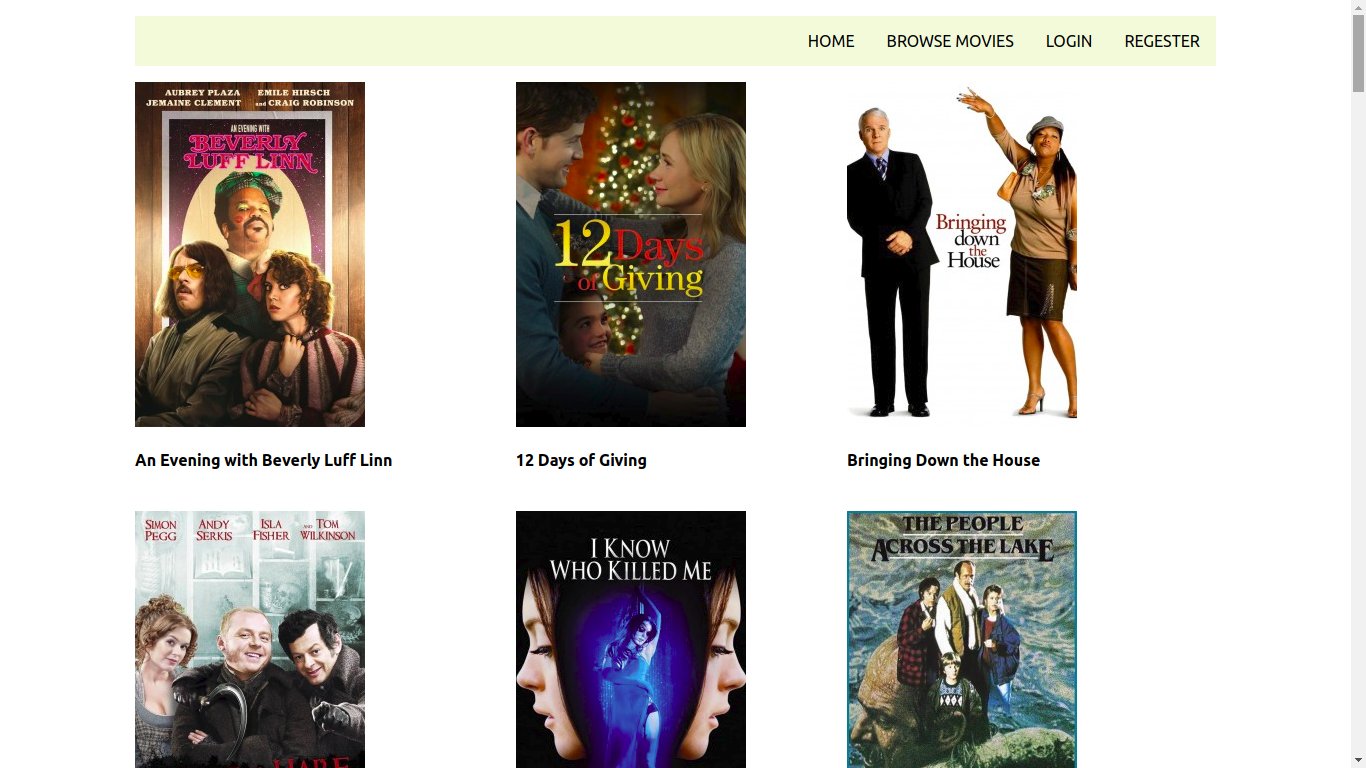 HOME BROWSE MOVIES LOGIN REGESTER
AUBREY PLAZA EMILE HIRSCH
JEMAINE CLEMENT and CRAIG ROBINSON
AN EVENING WITH
BEVERLY
LUFF LINN
12 Days
of Giving
Bringing
down
the
House
An Evening with Beverly Luff Linn
12 Days of Giving
Bringing Down the House
SIMON PEGG ANDY SERKIS ISLA FISHER AND TOM WILKINSON
I KNOW
WHO KILLED ME
THE PEOPLE
ACROSS THE LAKE